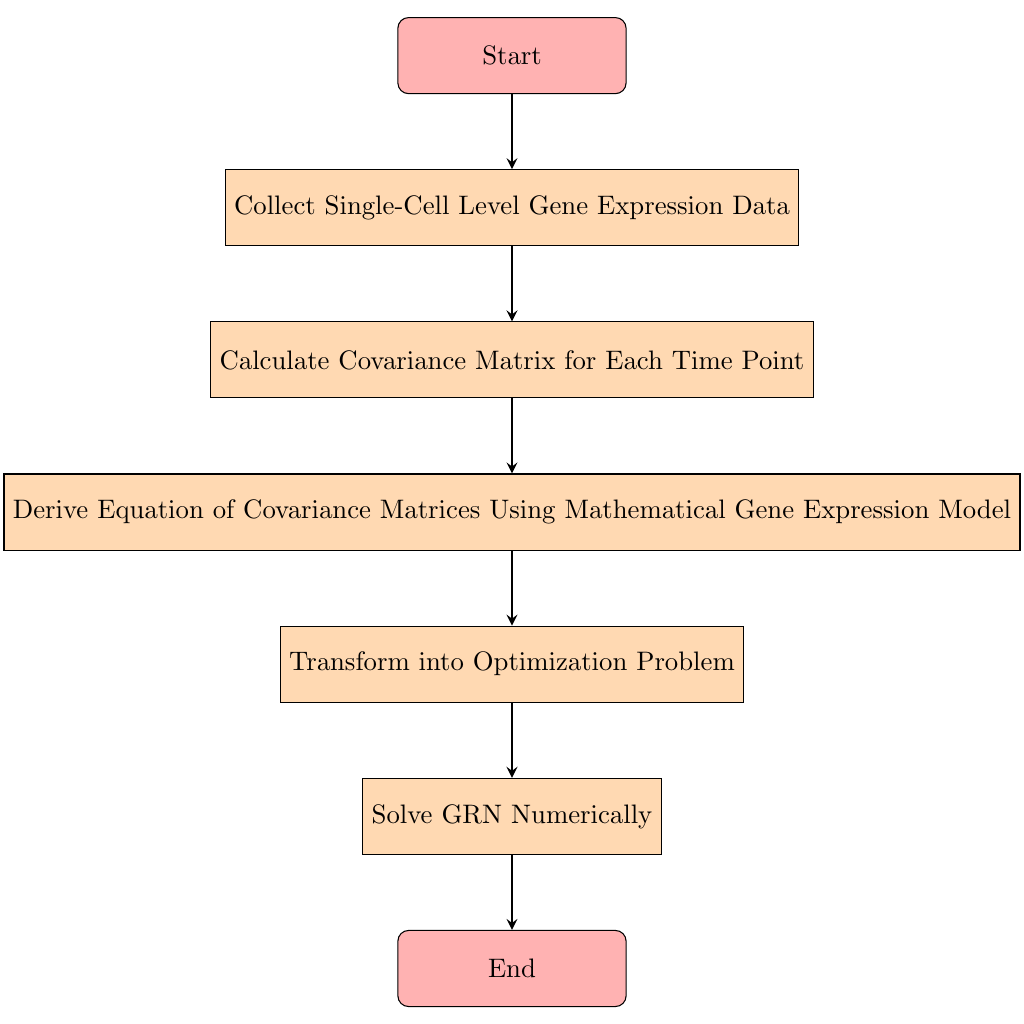 Start
Collect Single-Cell Level Gene Expression Data
Calculate Covariance Matrix for Each Time Point
Derive Equation of Covariance Matrices Using Mathematical Gene Expression Model
Transform into Optimization Problem
Solve GRN Numerically
End